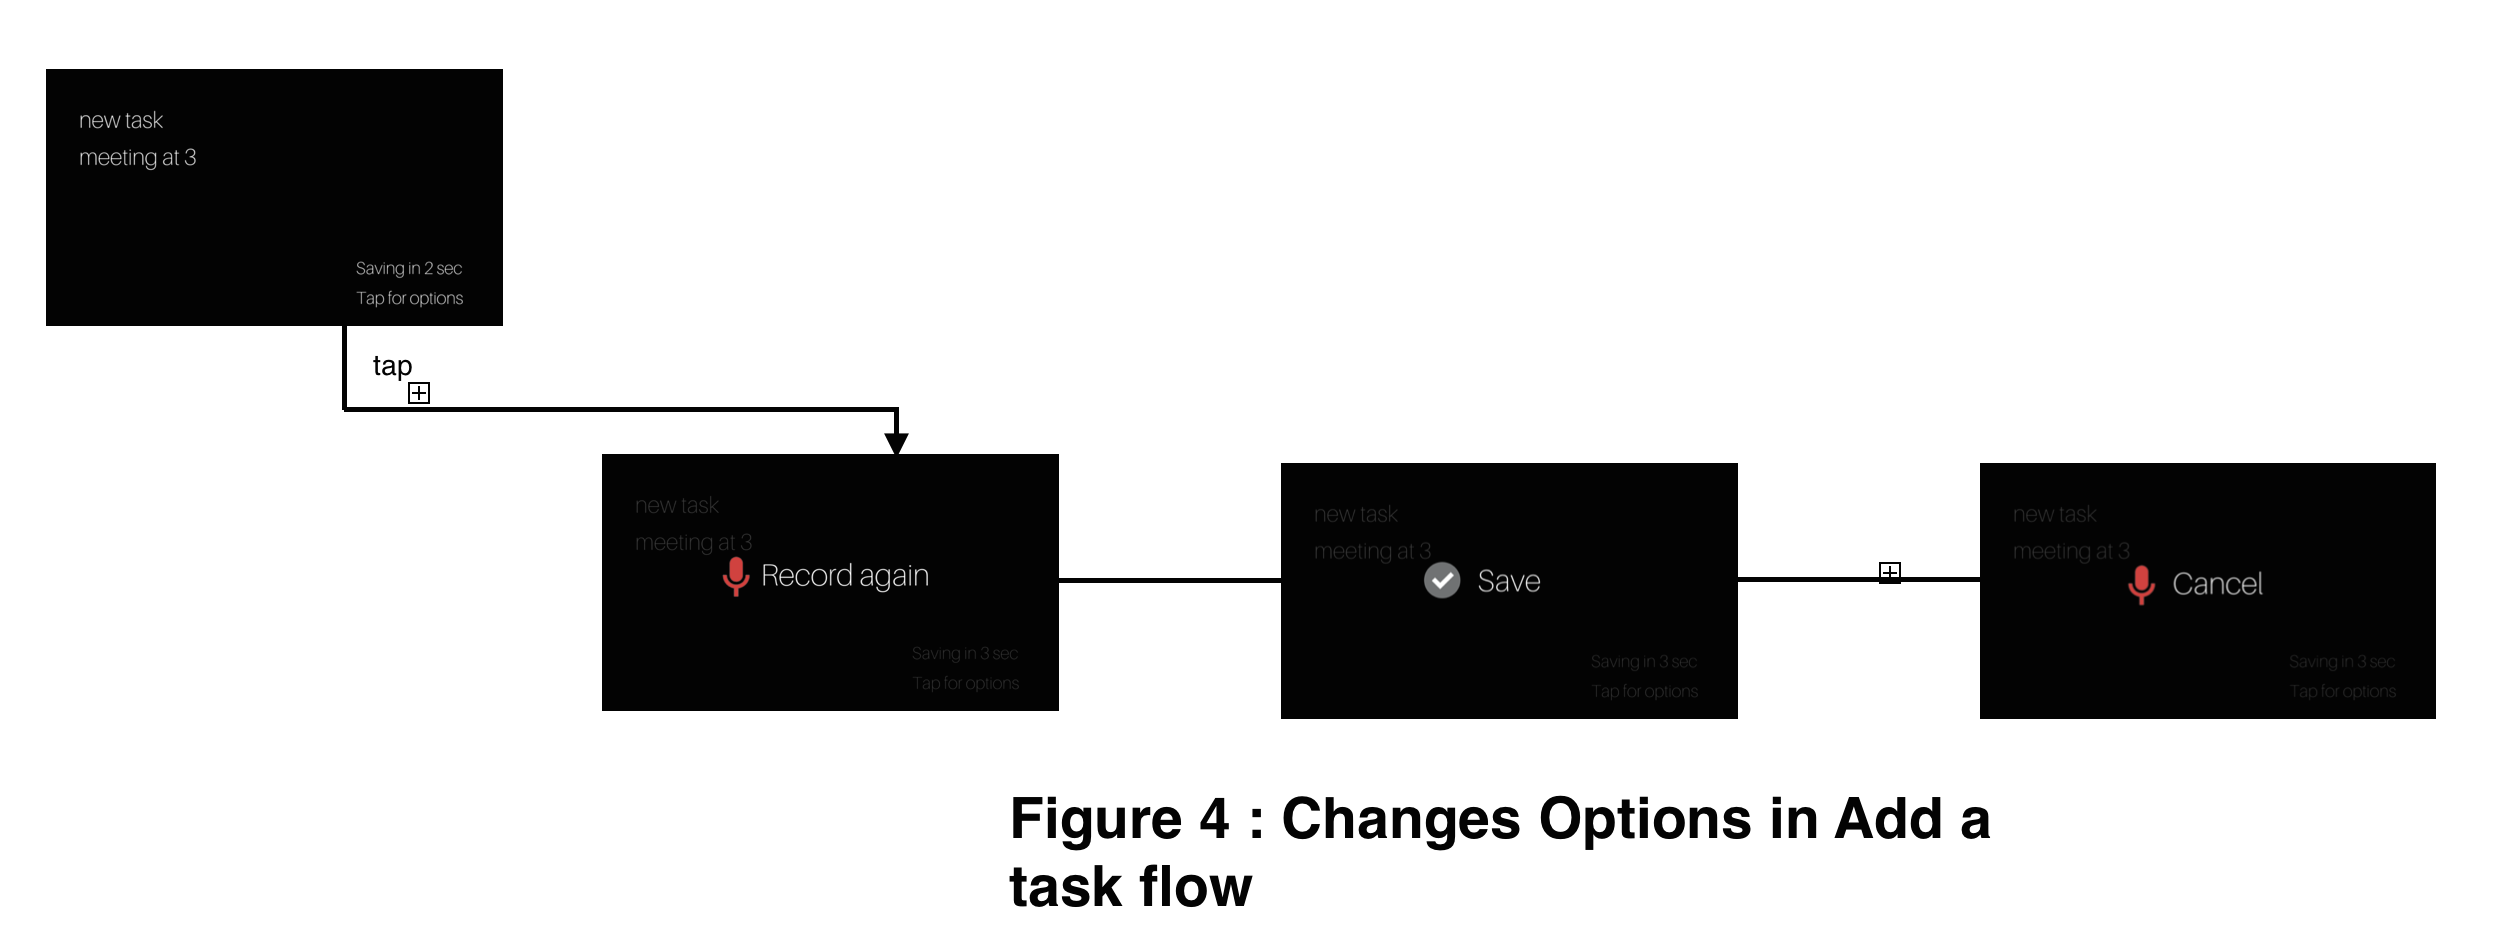 new task
meeting at 3
Saving in 2 sec
Tap for options
tap
new task
meeting at 3
Record again
Saving in 3 sec
Tap for options
new task
meeting at 3
Save
Saving in 3 sec
Tap for options
new task
meeting at 3
Cancel
Saving in 3 sec
Tap for options
Figure 4 : Changes Options in Add a
task flow